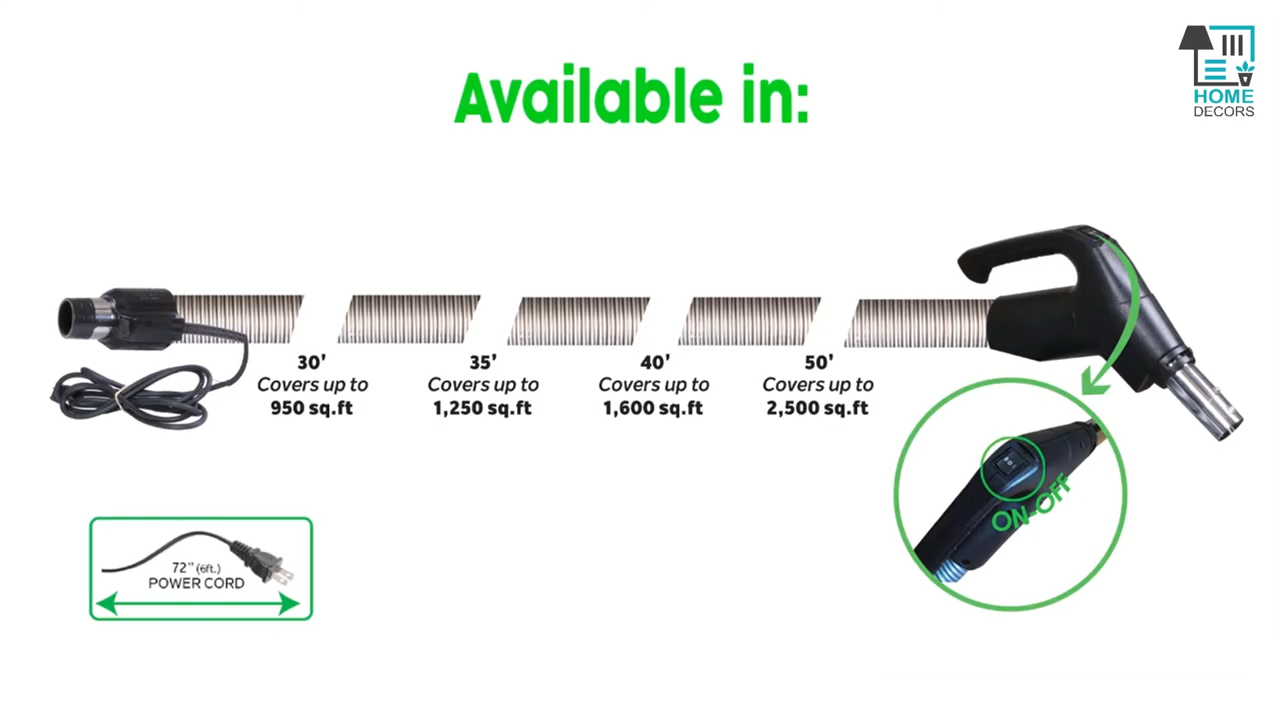 HOME
DECORS
Available in:
30’
Covers up to
950 sq.ft
35’
Covers up to
1,250 sq.ft
40’
Covers up to
1,600 sq.ft
50’
Covers up to
2,500 sq.ft
ON-OFF
72” (6ft.)
POWER CORD